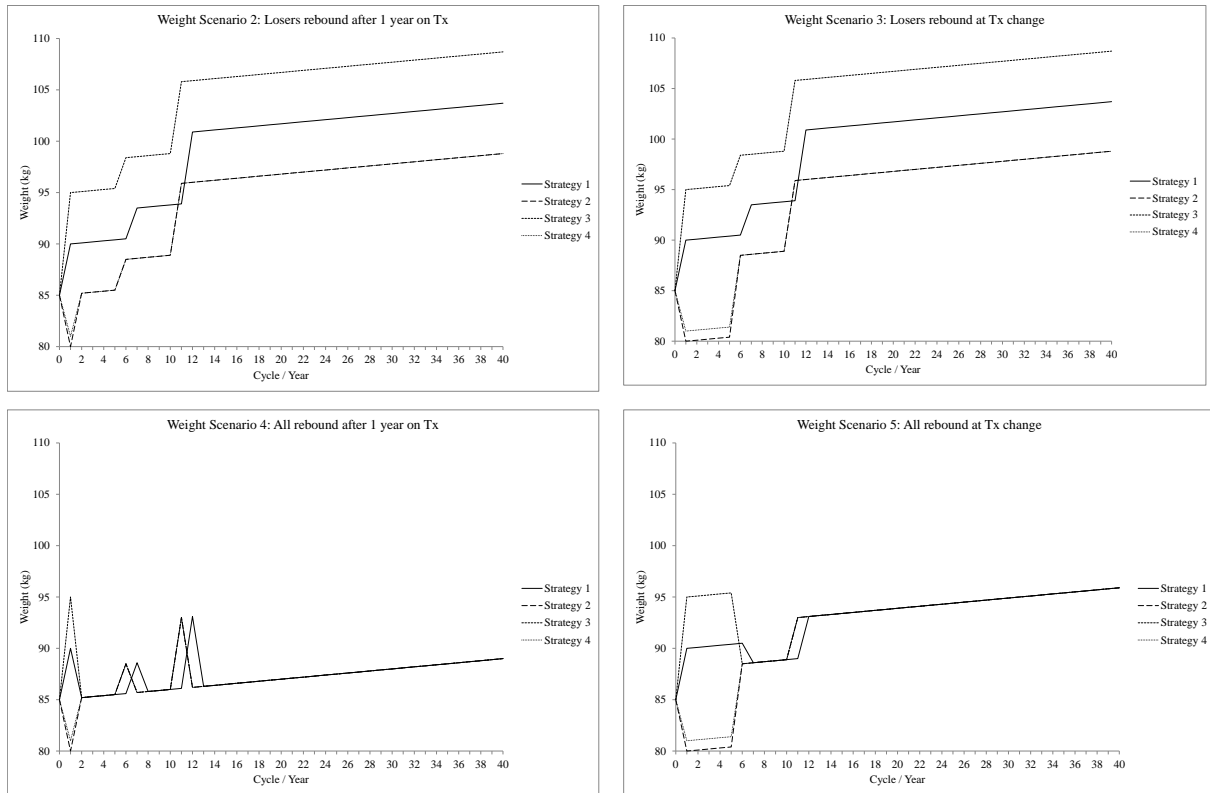 Weight Scenario 2: Losers rebound after 1 year on Tx
110
105
100
95
90
85
80
Weight (kg)
0 2 4 6 8 10 12 14 16 18 20 22 24 26 28 30 32 34 36 38 40
Cycle / Year
Strategy 1
Strategy 2
Strategy 3
Strategy 4
Weight Scenario 3: Losers rebound at Tx change
110
105
100
95
90
85
80
Weight (kg)
0 2 4 6 8 10 12 14 16 18 20 22 24 26 28 30 32 34 36 38 40
Cycle / Year
Strategy 1
Strategy 2
Strategy 3
Strategy 4
Weight Scenario 4: All rebound after 1 year on Tx
110
105
100
95
90
85
80
Weight (kg)
0 2 4 6 8 10 12 14 16 18 20 22 24 26 28 30 32 34 36 38 40
Cycle / Year
Strategy 1
Strategy 2
Strategy 3
Strategy 4
Weight Scenario 5: All rebound at Tx change
110
105
100
95
90
85
80
Weight (kg)
0 2 4 6 8 10 12 14 16 18 20 22 24 26 28 30 32 34 36 38 40
Cycle / Year
Strategy 1
Strategy 2
Strategy 3
Strategy 4